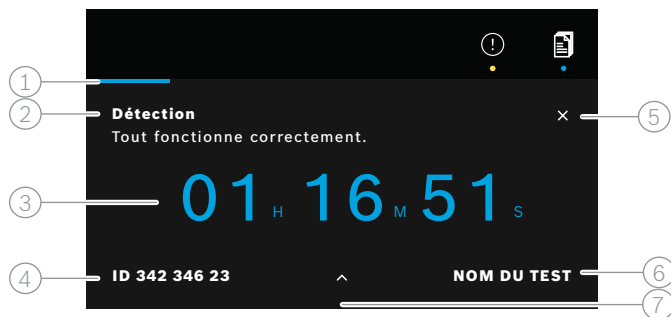 !
1
2
Détection
5
Tout fonctionne correctement.
3
01 H 16 M 51 S
4
ID 342 346 23
NOM DU TEST
6
7